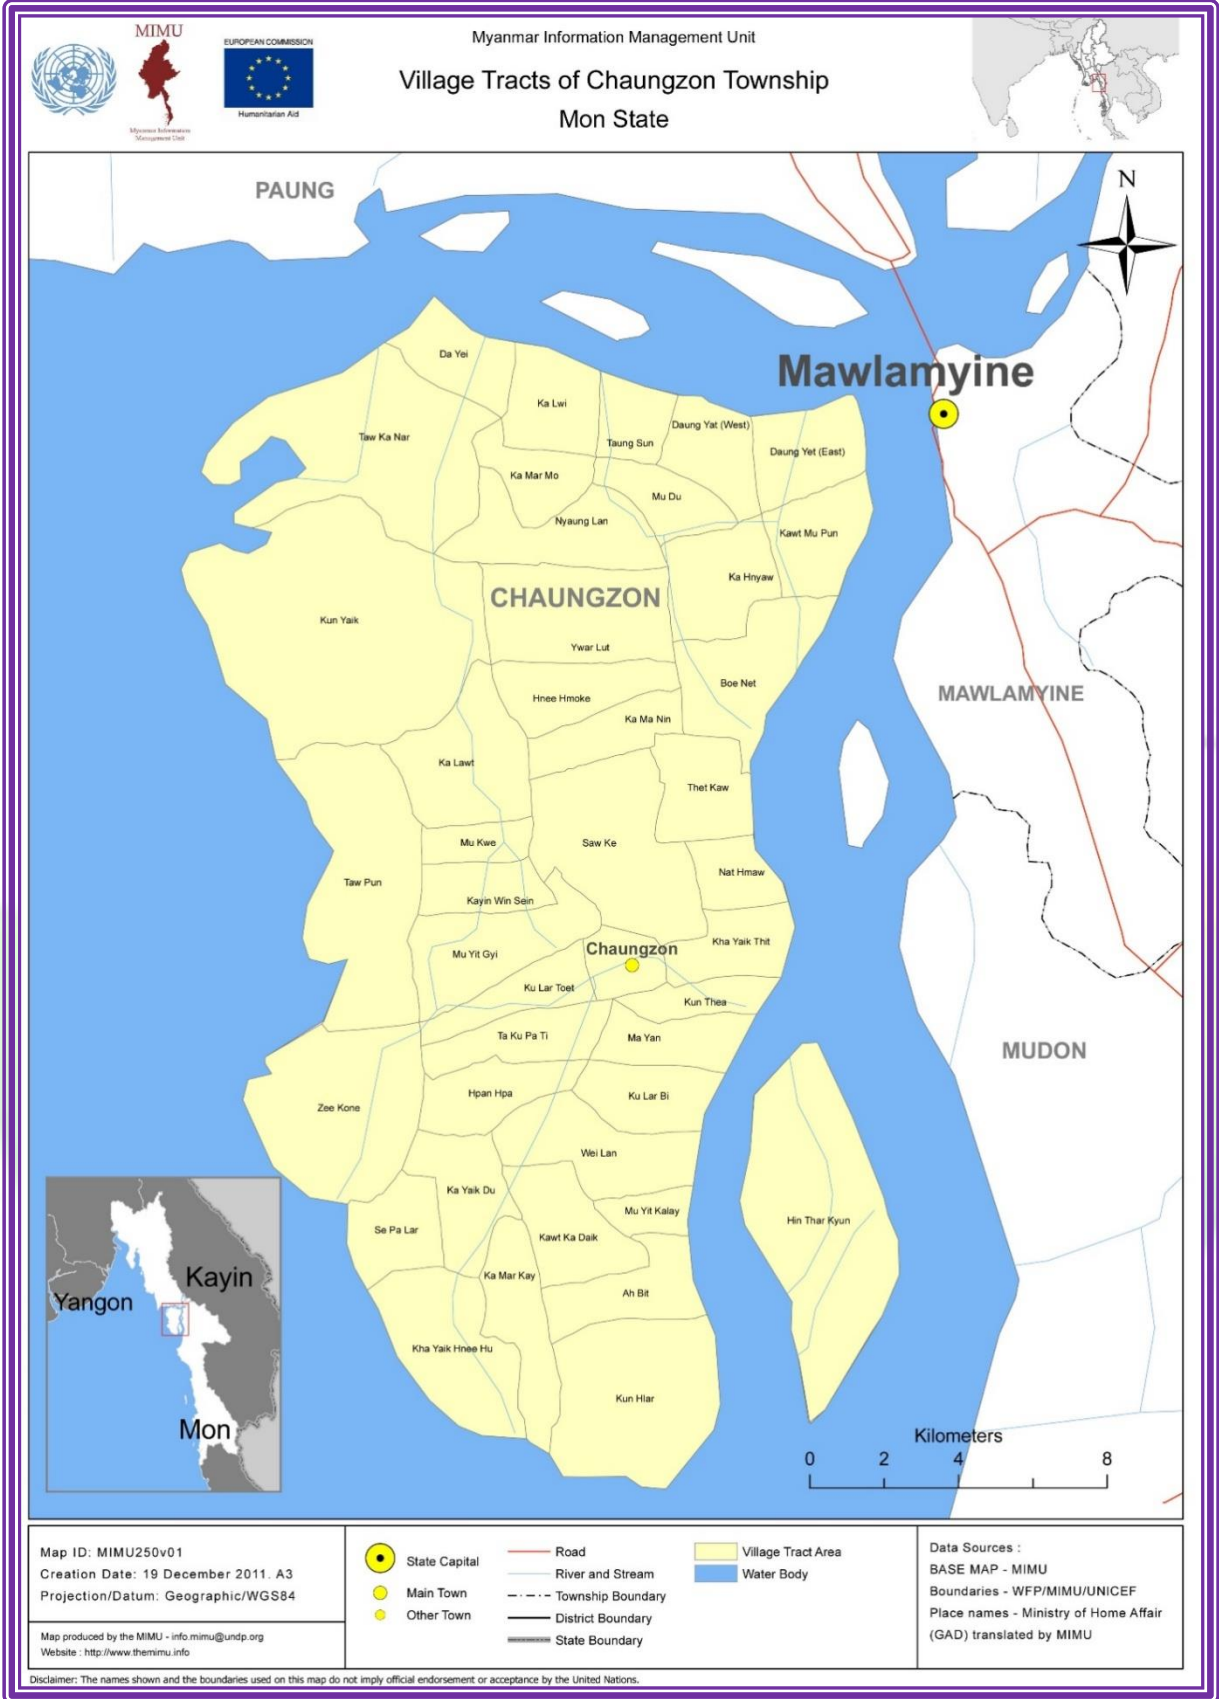 MIMU
Myanmar Information
Management Unit
EUROPEAN COMMISSION
Humanitarian Aid
Myanmar Information Management Unit
Village Tracts of Chaungzon Township
Mon State
PAUNG
N
Mawlamyine
Da Yei
Ka Lwi
Daung Yat (West)
Taw Ka Nar
Taung Sun
Daung Yet (East)
Ka Mar Mo
Mu Du
Nyaung Lan
Kawt Mu Pun
Ka Hnyaw
CHAUNGZON
Kun Yaik
Ywar Lut
Boe Net
MAWLAMYINE
Hnee Hmoke
Ka Ma Nin
Ka Lawt
Thet Kaw
Mu Kwe
Saw Ke
Nat Hmaw
Taw Pun
Kayin Win Sein
Kha Yaik Thit
Chaungzon
Mu Yit Gyi
Ku Lar Toet
Kun Thea
Ta Ku Pa Ti
Ma Yan
MUDON
Hpan Hpa
Ku Lar Bi
Zee Kone
Wei Lan
Ka Yaik Du
Mu Yit Kalay
Hin Thar Kyun
Se Pa Lar
Kawt Ka Daik
Ka Mar Kay
Ah Bit
Kha Yaik Hnee Hu
Kun Hlar
Kayin
Yangon
Mon
Kilometers
0 2 4 8
Map ID: MIMU250v01
Creation Date: 19 December 2011. A3
Projection/Datum: Geographic/WGS84
Map produced by the MIMU - info.mimu@undp.org
Website : http://www.themimu.info
State Capital
Main Town
Other Town
Road
River and Stream
Township Boundary
District Boundary
State Boundary
Village Tract Area
Water Body
Data Sources :
BASE MAP - MIMU
Boundaries - WFP/MIMU/UNICEF
Place names - Ministry of Home Affair
(GAD) translated by MIMU
Disclaimer: The names shown and the boundaries used on this map do not imply official endorsement or acceptance by the United Nations.